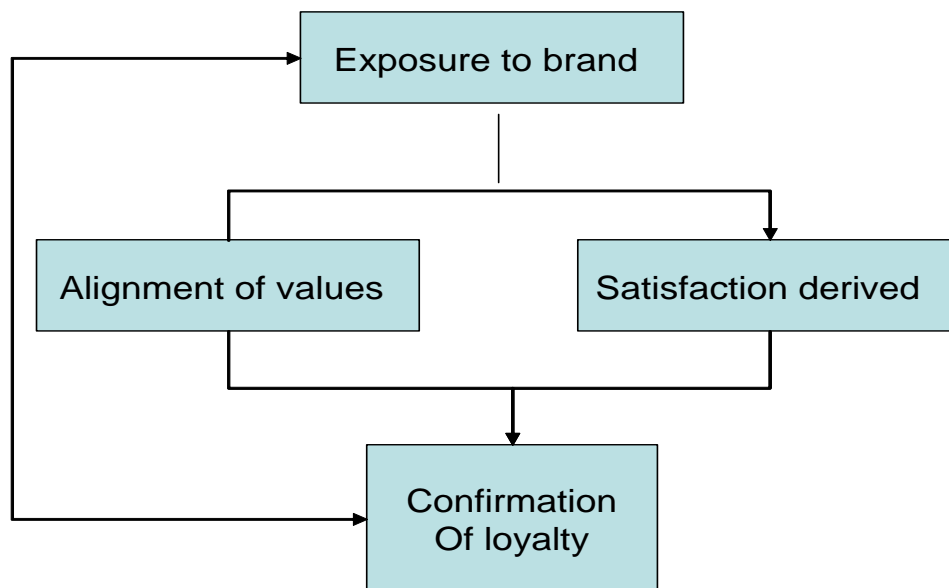 Exposure to brand
Alignment of values
Satisfaction derived
Confirmation
Of loyalty